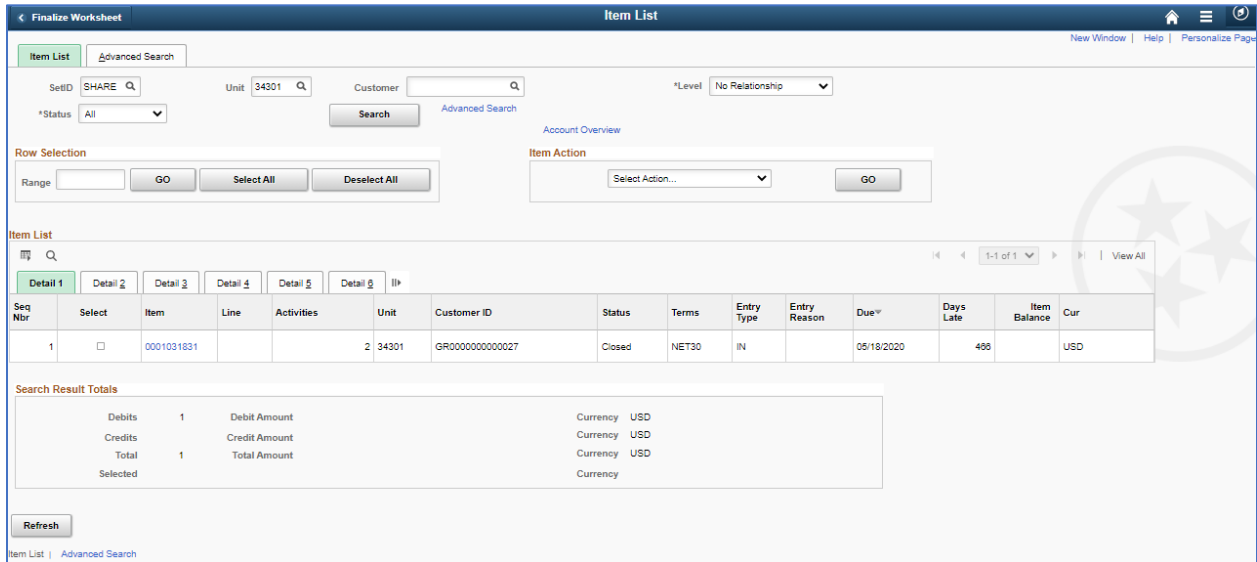 Finalize Worksheet
Item List
New Window | Help | Personalize Page
Item List
Advanced Search
SetID SHARE Unit 34301 Customer *Level No Relationship
*Status All Search Advanced Search
Account Overview
Row Selection
Item Action
Range GO Select All Deselect All
Select Action... GO
Item List
1-1 of 1 | View All
Detail 1 Detail 2 Detail 3 Detail 4 Detail 5 Detail 6
Seq Nbr Select Item Line Activities Unit Customer ID Status Terms Entry Type Entry Reason Due Days Late Item Balance Cur
1 0001031831 2 34301 GR0000000000027 Closed NET30 IN 05/18/2020 466 USD
Search Result Totals
Debits 1 Debit Amount Currency USD
Credits Credit Amount Currency USD
Total 1 Total Amount Currency USD
Selected Currency
Refresh
Item List | Advanced Search